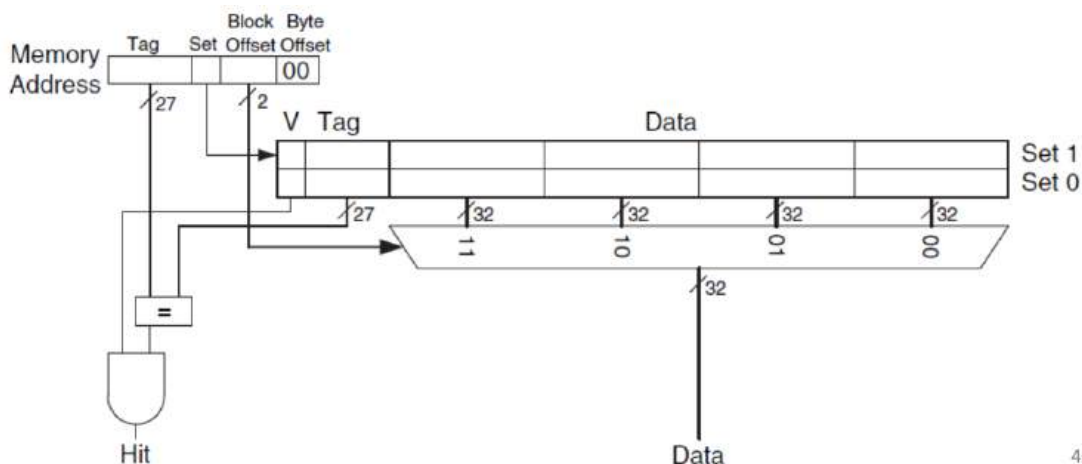 Block Byte
Tag Set Offset Offset
Memory Address
00
27
2
V Tag Data
Set 1
Set 0
27
32
32
32
32
11
10
01
00
32
=
Hit
Data
4